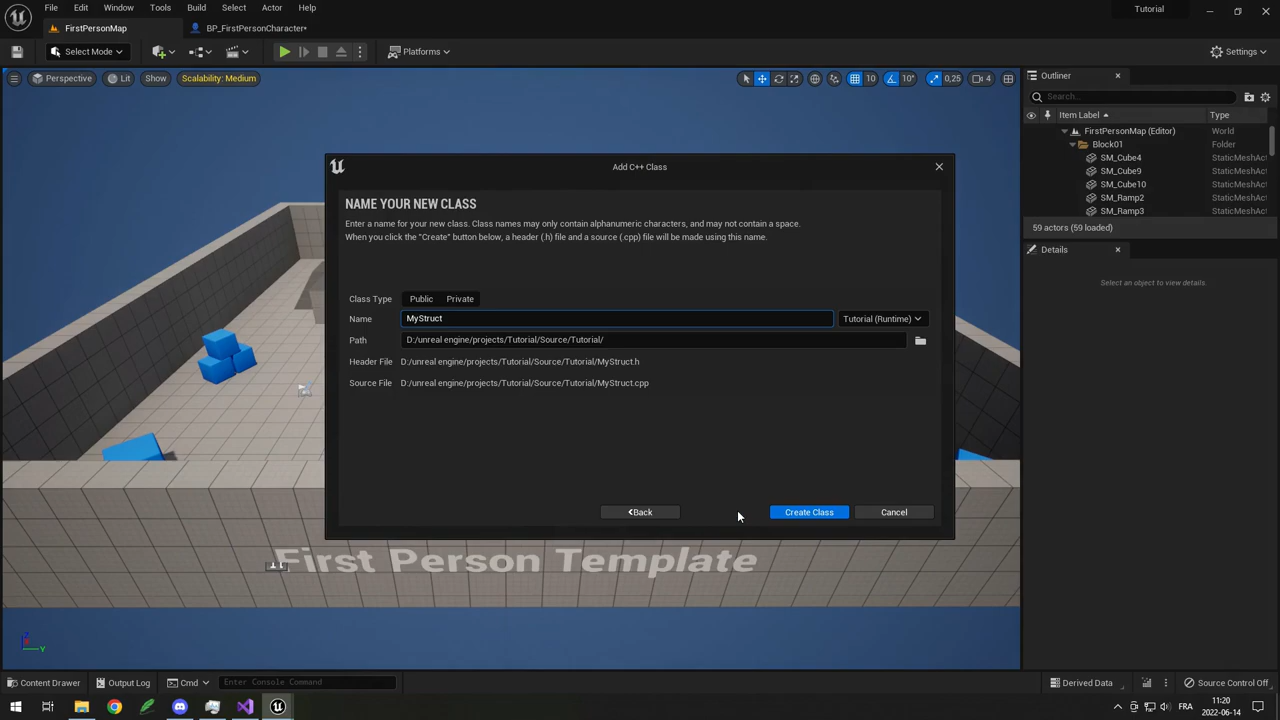 File Edit Window Tools Build Select Actor Help
Tutorial
FirstPersonMap
BP_FirstPersonCharacter*
Select Mode
Platforms
Settings
Perspective
Lit
Show
Scalability: Medium
10
10°
0,25
4
Outliner
Search...
Item Label
Type
FirstPersonMap (Editor) World
Block01 Folder
SM_Cube4 StaticMeshAct
SM_Cube9 StaticMeshAct
SM_Cube10 StaticMeshAct
SM_Ramp2 StaticMeshAct
SM_Ramp3 StaticMeshAct
59 actors (59 loaded)
Details
Select an object to view details.
Add C++ Class
NAME YOUR NEW CLASS
Enter a name for your new class. Class names may only contain alphanumeric characters, and may not contain a space.
When you click the "Create" button below, a header (.h) file and a source (.cpp) file will be made using this name.
Class Type Public Private
Name MyStruct Tutorial (Runtime)
Path D:/unreal engine/projects/Tutorial/Source/Tutorial/
Header File D:/unreal engine/projects/Tutorial/Source/Tutorial/MyStruct.h
Source File D:/unreal engine/projects/Tutorial/Source/Tutorial/MyStruct.cpp
Back
Create Class
Cancel
First Person Template
Z
Y
Content Drawer
Output Log
Cmd
Enter Console Command
Derived Data
Source Control Off
FRA
11:20
2022-06-14